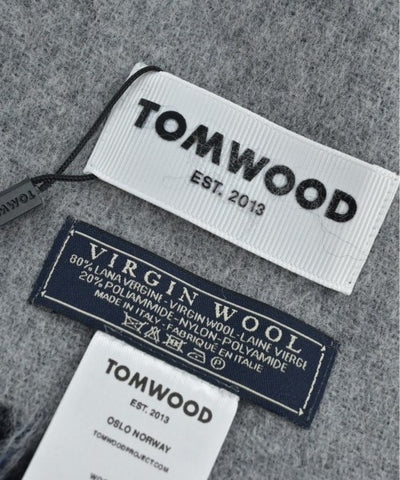 TOMWOOD
EST. 2013
VIRGIN WOOL
80% LANA VERGINE - VIRGIN WOOL - LAINE VIERGE
20% POLIAMMIDE - NYLON - POLYAMIDE
MADE IN ITALY - FABRIQUÉ EN ITALIE
TOMWOOD
EST. 2013
OSLO NORWAY
TOMWOODPROJECT.COM